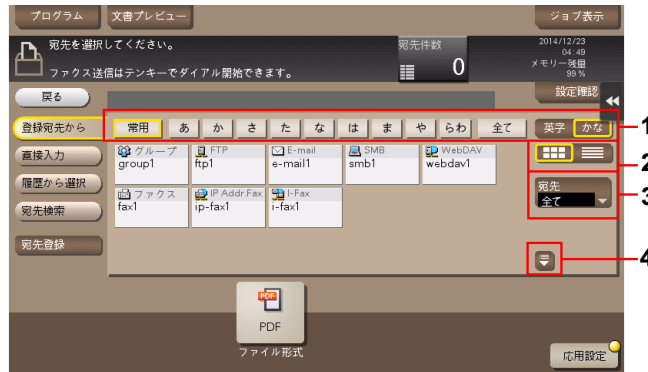 プログラム 文書プレビュー ジョブ表示
宛先を選択してください。 宛先件数 2014/12/23
04:49
ファクス送信はテンキーでダイアル開始できます。 0 メモリー残量
99%
戻る 設定確認
登録宛先から 常用 あ か さ た な は ま や らわ 全て 英字 かな 1
直接入力 グループ FTP E-mail SMB WebDAV 2
group1 ftp1 e-mail1 smb1 webdav1
履歴から選択 ファクス IP Addr.Fax I-Fax 宛先 3
宛先検索 fax1 ip-fax1 i-fax1 全て
宛先登録 4
PDF
PDF
ファイル形式
応用設定